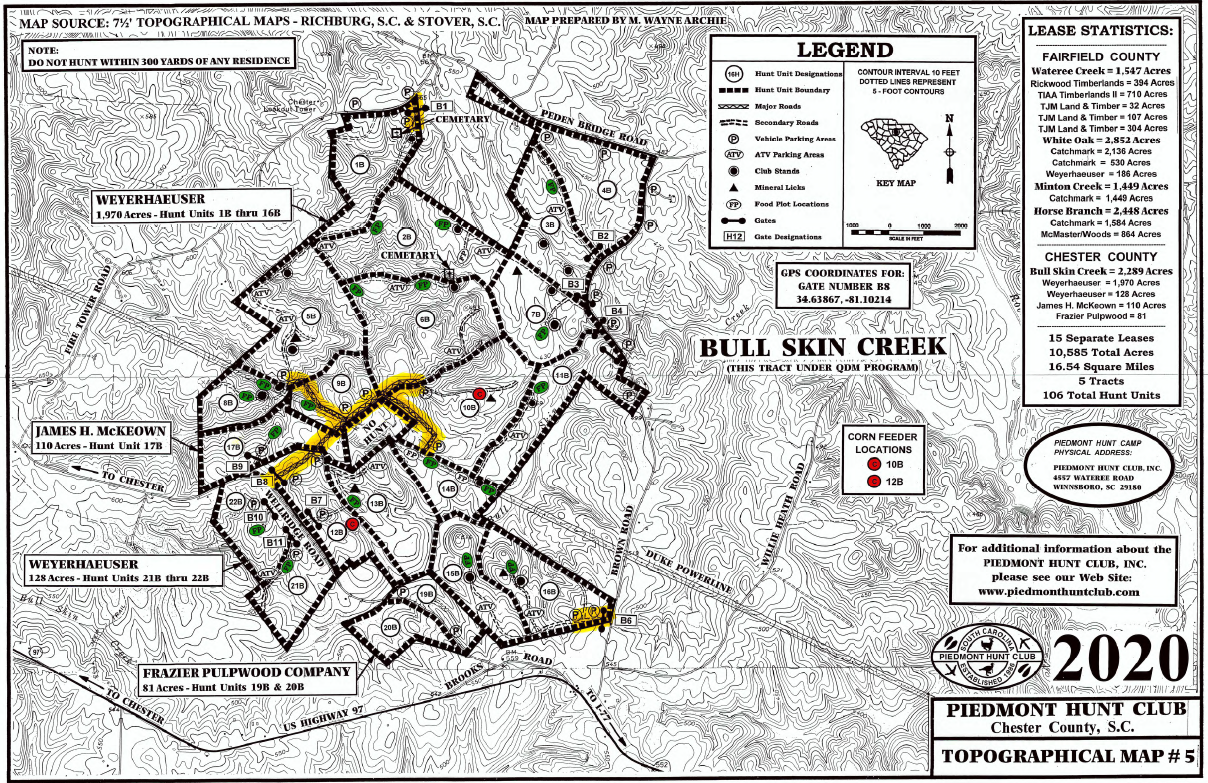 MAP SOURCE: 7½' TOPOGRAPHICAL MAPS - RICHBURG, S.C. & STOVER, S.C.
MAP PREPARED BY M. WAYNE ARCHIE
NOTE:
DO NOT HUNT WITHIN 300 YARDS OF ANY RESIDENCE
LEGEND
16H Hunt Unit Designations
Hunt Unit Boundary
Major Roads
Secondary Roads
P Vehicle Parking Areas
ATV ATV Parking Areas
Club Stands
Mineral Licks
FP Food Plot Locations
Gates
H12 Gate Designations
CONTOUR INTERVAL 10 FEET
DOTTED LINES REPRESENT
5 - FOOT CONTOURS
N
KEY MAP
1000 0 1000 2000
SCALE IN FEET
LEASE STATISTICS:
FAIRFIELD COUNTY
Wateree Creek = 1,547 Acres
Rickwood Timberlands = 394 Acres
TIAA Timberlands II = 710 Acres
TJM Land & Timber = 32 Acres
TJM Land & Timber = 107 Acres
TJM Land & Timber = 304 Acres
White Oak = 2,852 Acres
Catchmark = 2,136 Acres
Catchmark = 530 Acres
Weyerhaeuser = 186 Acres
Minton Creek = 1,449 Acres
Catchmark = 1,449 Acres
Horse Branch = 2,448 Acres
Catchmark = 1,584 Acres
McMaster/Woods = 864 Acres
CHESTER COUNTY
Bull Skin Creek = 2,289 Acres
Weyerhaeuser = 1,970 Acres
Weyerhaeuser = 128 Acres
James H. McKeown = 110 Acres
Frazier Pulpwood = 81
15 Separate Leases
10,585 Total Acres
16.54 Square Miles
5 Tracts
106 Total Hunt Units
Chester
Lookout Tower
B1
CEMETARY
PEDEN BRIDGE ROAD
1B
4B
WEYERHAEUSER
1,970 Acres - Hunt Units 1B thru 16B
2B
3B
B2
CEMETARY
FIRE TOWER ROAD
B3
GPS COORDINATES FOR:
GATE NUMBER B8
34.63867, -81.10214
5B
6B
7B
B4
Creek
BULL SKIN CREEK
(THIS TRACT UNDER QDM PROGRAM)
8B
9B
10B
11B
NO
HUNT
JAMES H. McKEOWN
110 Acres - Hunt Unit 17B
17B
B9
B8
TO CHESTER
CORN FEEDER
LOCATIONS
C 10B
C 12B
PIEDMONT HUNT CAMP
PHYSICAL ADDRESS:
PIEDMONT HUNT CLUB, INC.
4557 WATEREE ROAD
WINNSBORO, SC 29180
22B
B10
B11
B7
12B
13B
14B
WILLIE HEATH ROAD
BROWN ROAD
DUKE POWERLINE
WEYERHAEUSER
128 Acres - Hunt Units 21B thru 22B
21B
15B
16B
19B
20B
B6
For additional information about the
PIEDMONT HUNT CLUB, INC.
please see our Web Site:
www.piedmonthuntclub.com
Bull Skin
97
FRAZIER PULPWOOD COMPANY
81 Acres - Hunt Units 19B & 20B
TO CHESTER
US HIGHWAY 97
BROOKS ROAD
TO I-77
SOUTH CAROLINA
PIEDMONT HUNT CLUB
2020
PIEDMONT HUNT CLUB
Chester County, S.C.
TOPOGRAPHICAL MAP # 5